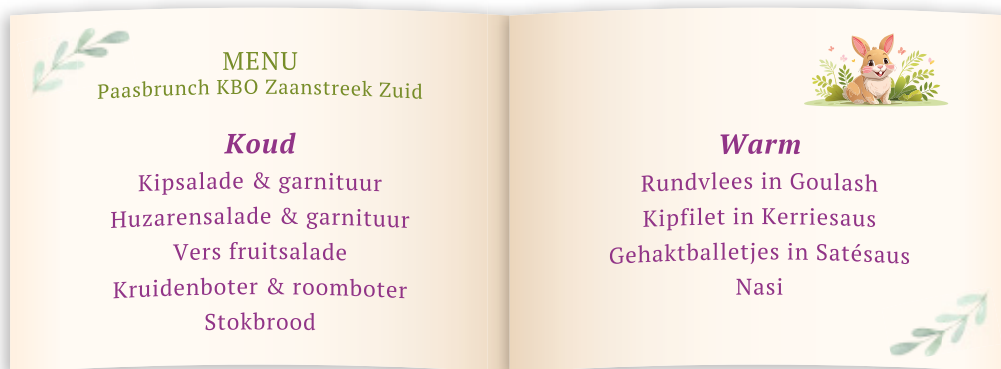 MENU
Paasbrunch KBO Zaanstreek Zuid
Koud
Kipsalade & garnituur
Huzarensalade & garnituur
Vers fruitsalade
Kruidenboter & roomboter
Stokbrood
Warm
Rundvlees in Goulash
Kipfilet in Kerriesaus
Gehaktballetjes in Satésaus
Nasi